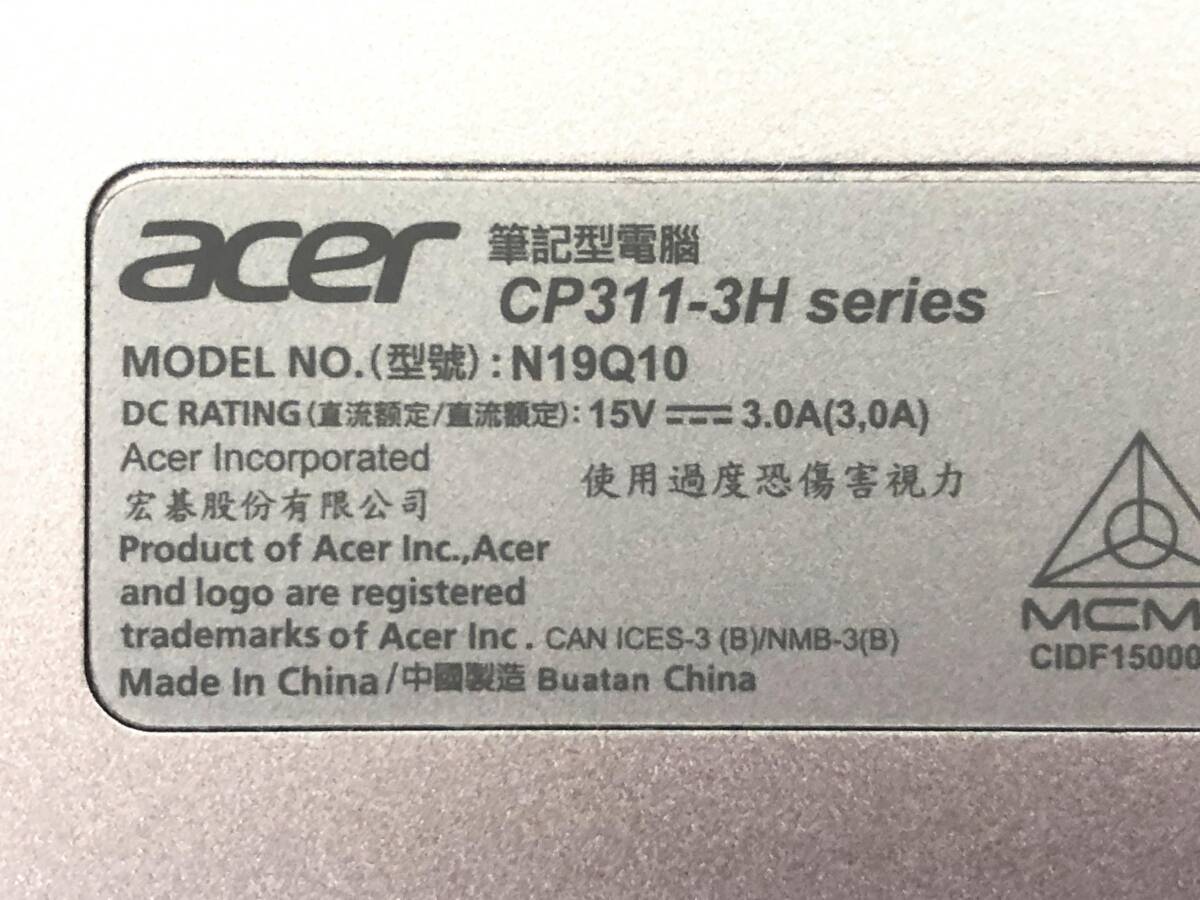 acer 筆記型電腦
CP311-3H series
MODEL NO.(型號) : N19Q10
DC RATING(直流额定/直流額定): 15V ⎓ 3.0A(3,0A)
Acer Incorporated
宏碁股份有限公司
使用過度恐傷害視力
Product of Acer Inc.,Acer
and logo are registered
trademarks of Acer Inc. CAN ICES-3 (B)/NMB-3(B)
Made In China/中國製造 Buatan China
MCM
CIDF15000